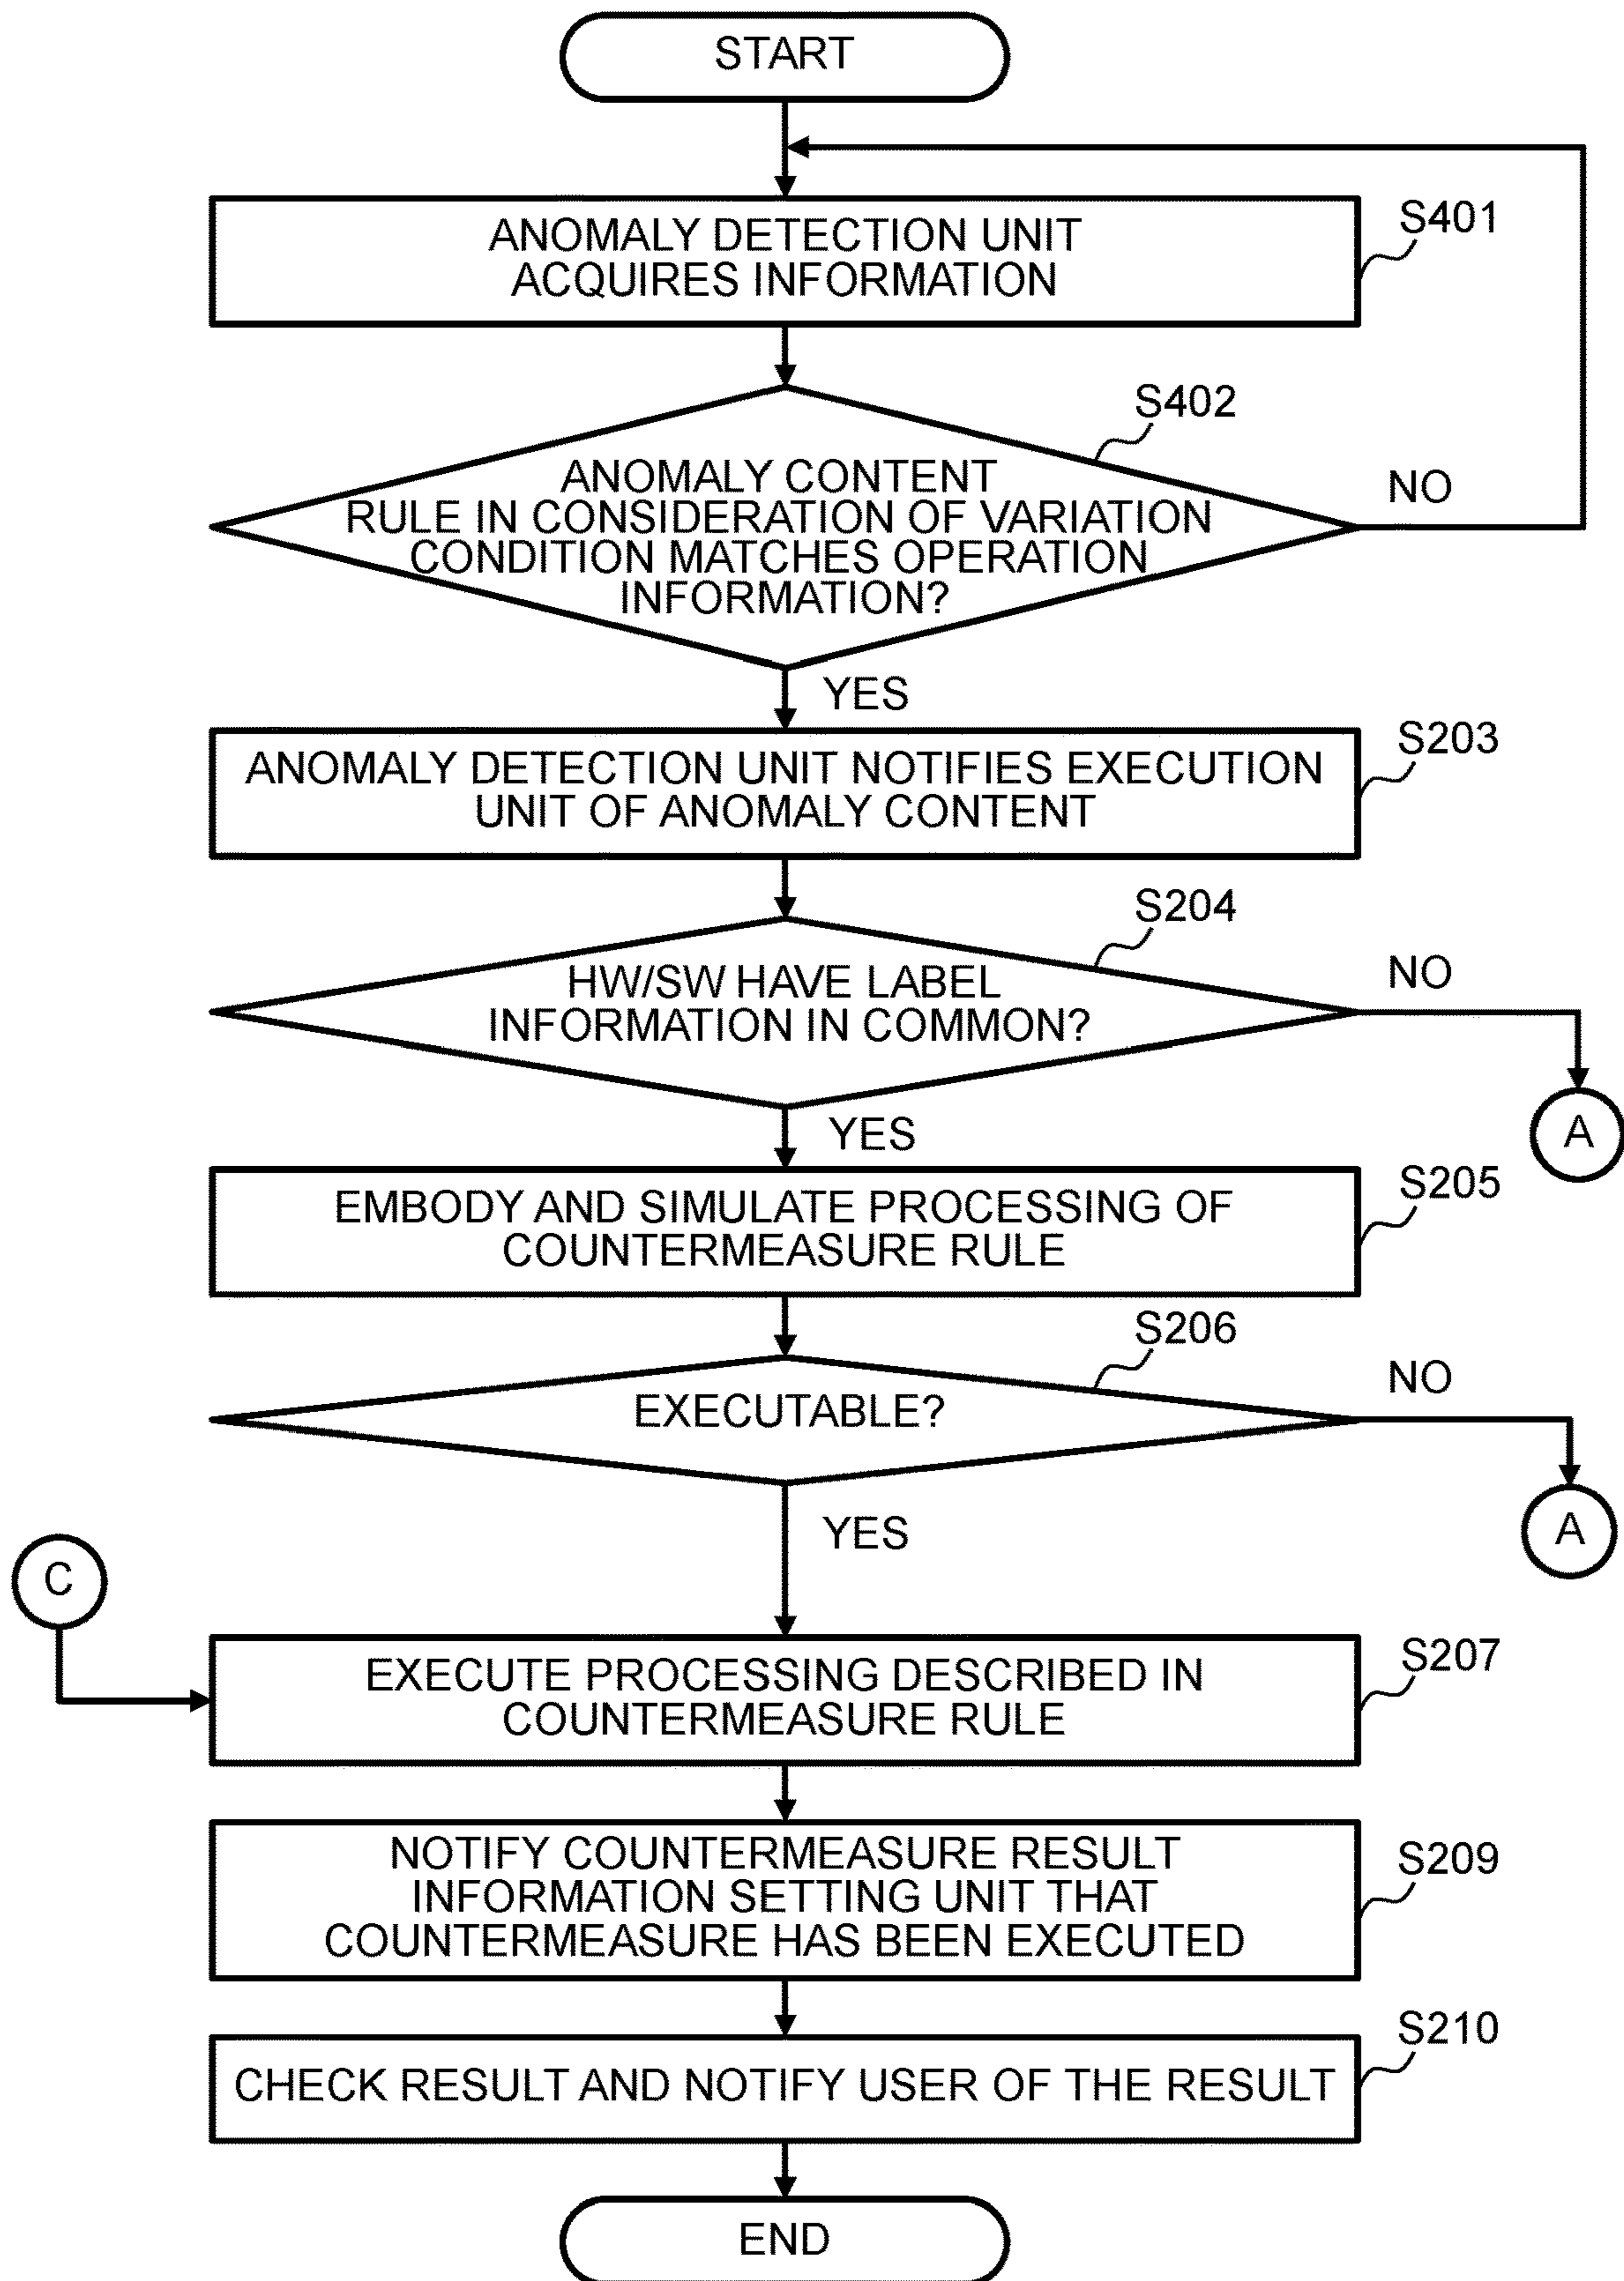 START
ANOMALY DETECTION UNIT
ACQUIRES INFORMATION
S401
S402
ANOMALY CONTENT
RULE IN CONSIDERATION OF VARIATION
CONDITION MATCHES OPERATION
INFORMATION?
NO
YES
S203
ANOMALY DETECTION UNIT NOTIFIES EXECUTION
UNIT OF ANOMALY CONTENT
S204
HW/SW HAVE LABEL
INFORMATION IN COMMON?
NO
A
YES
S205
EMBODY AND SIMULATE PROCESSING OF
COUNTERMEASURE RULE
S206
EXECUTABLE?
NO
A
YES
C
S207
EXECUTE PROCESSING DESCRIBED IN
COUNTERMEASURE RULE
S209
NOTIFY COUNTERMEASURE RESULT
INFORMATION SETTING UNIT THAT
COUNTERMEASURE HAS BEEN EXECUTED
S210
CHECK RESULT AND NOTIFY USER OF THE RESULT
END